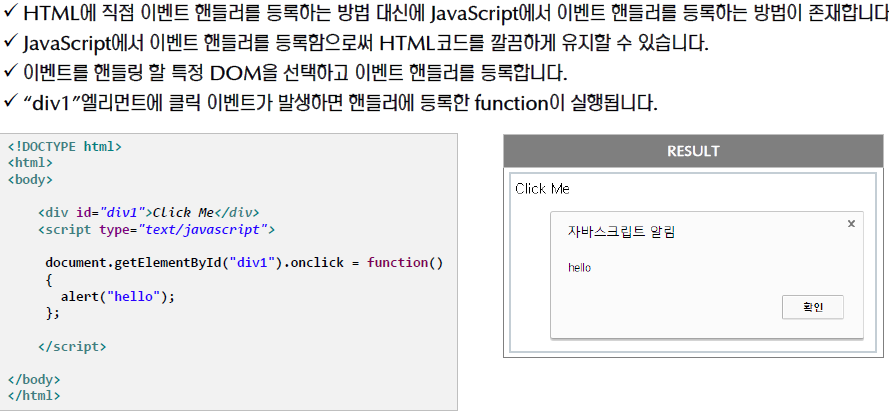 ✓ HTML에 직접 이벤트 핸들러를 등록하는 방법 대신에 JavaScript에서 이벤트 핸들러를 등록하는 방법이 존재합니다
✓ JavaScript에서 이벤트 핸들러를 등록함으로써 HTML코드를 깔끔하게 유지할 수 있습니다.
✓ 이벤트를 핸들링 할 특정 DOM을 선택하고 이벤트 핸들러를 등록합니다.
✓ “div1”엘리먼트에 클릭 이벤트가 발생하면 핸들러에 등록한 function이 실행됩니다.
<!DOCTYPE html>
<html>
<body>
<div id="div1">Click Me</div>
<script type="text/javascript">
document.getElementById("div1").onclick = function()
{
alert("hello");
};
</script>
</body>
</html>
RESULT
Click Me
자바스크립트 알림
x
hello
확인